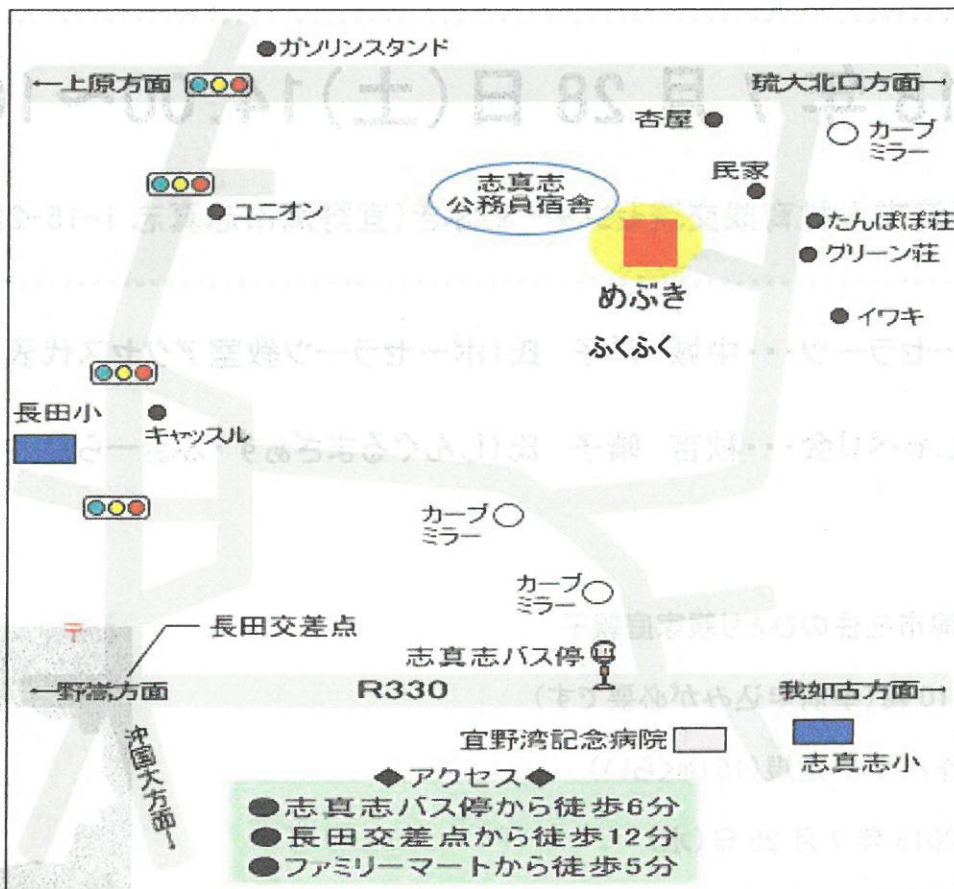 ●ガソリンスタンド
←上原方面
琉大北口方面→
杏屋●
カーブ
ミラー
民家
志真志
公務員宿舎
●ユニオン
●たんぽぽ荘
●グリーン荘
めぶき
ふくふく
●イワキ
長田小
キャッスル
カーブ
ミラー
カーブ
ミラー
〒
長田交差点
志真志バス停
←野嵩方面
R330
我如古方面→
沖国大方面→
宜野湾記念病院
志真志小
◆アクセス◆
●志真志バス停から徒歩6分
●長田交差点から徒歩12分
●ファミリーマートから徒歩5分